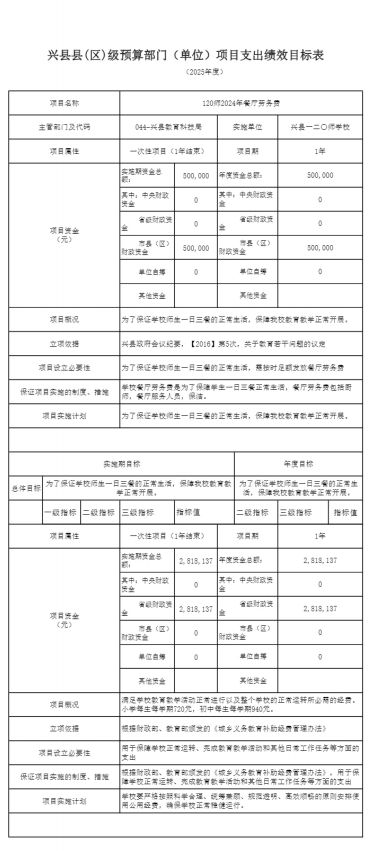 兴县县(区)级预算部门（单位）项目支出绩效目标表
（2025年度）
项目名称 120师2024年餐厅劳务费
主管部门及代码 044-兴县教育科技局 实施单位 兴县一二〇师学校
项目属性 一次性项目（1年结束） 项目期 1年
项目资金
（元）
实施期资金总
额： 500,000 年度资金总额： 500,000
其中：中央财政
资金 0 其中：中央财政资
金 0
省级财政资
金 0 省级财政资
金 0
市县（区）
财政资金 500,000 市县（区）
财政资金 500,000
单位自筹 0 单位自筹 0
其他资金 其他资金
项目概况 为了保证学校师生一日三餐的正常生活，保障我校教育教学正常开展。
立项依据 兴县政府会议纪要，【2016】第5次，关于教育若干问题的议定
项目设立必要性 为了保证学校师生一日三餐的正常生活，需按时足额发放餐厅劳务费
保证项目实施的制度、措施 学校餐厅劳务费是为了保障学生一日三餐正常生活，餐厅劳务费包括厨
师，餐厅服务人员，保洁。
项目实施计划 为了保证学校师生一日三餐的正常生活，保障我校教育教学正常开展。
实施期目标 年度目标
总体目标 为了保证学校师生一日三餐的正常生活，保障我校教育教
学正常开展。 为了保证学校师生一日三餐的正常生
活，保障我校教育教学正常开展。
一级指标 二级指标 三级指标 指标值 二级指标 三级指标 指标值
项目属性 一次性项目（1年结束） 项目期 1年
项目资金
（元）
实施期资金总
额： 2,818,137 年度资金总额： 2,818,137
其中：中央财政
资金 0 其中：中央财政资
金 0
省级财政资
金 2,818,137 省级财政资
金 2,818,137
市县（区）
财政资金 0 市县（区）
财政资金 0
单位自筹 0 单位自筹 0
其他资金 其他资金
项目概况 满足学校教育教学活动正常进行以及整个学校的正常运转所必需的经费。
小学每生每学期720元，初中每生每学期940元。
立项依据 根据财政部、教育部颁发的《城乡义务教育补助经费管理办法》
项目设立必要性 用于保障学校正常运转、完成教育教学活动和其他日常工作任务等方面的
支出
保证项目实施的制度、措施 根据财政部、教育部颁发的《城乡义务教育补助经费管理办法》，用于保
障学校正常运转、完成教育教学活动和其他日常工作任务等方面的支出
项目实施计划 学校要严格按照科学合理、统筹兼顾、规范透明、高效顺畅的原则安排使
用公用经费，确保学校正常稳健运行。